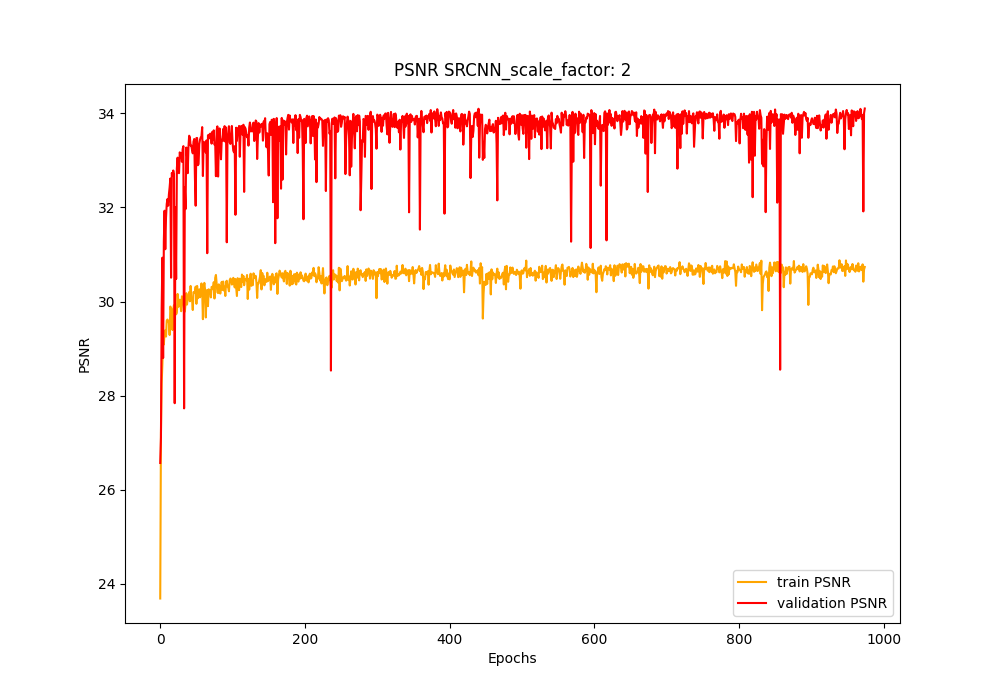 PSNR SRCNN_scale_factor: 2
PSNR
34
32
30
28
26
24
0 200 400 600 800 1000
Epochs
train PSNR
validation PSNR